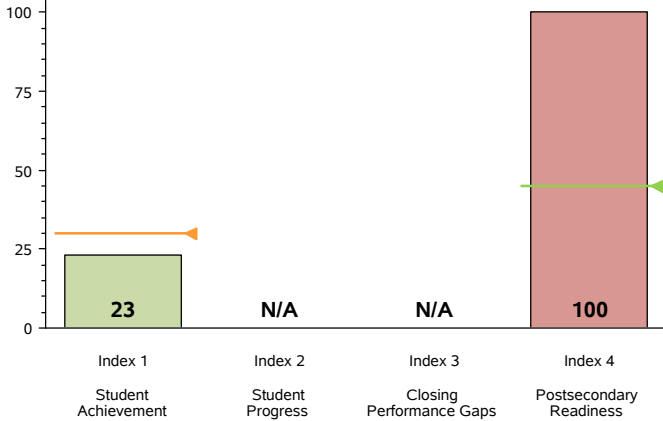 100
75
50
25
0
23
N/A
N/A
100
Index 1
Index 2
Index 3
Index 4
Student
Achievement
Student
Progress
Closing
Performance Gaps
Postsecondary
Readiness